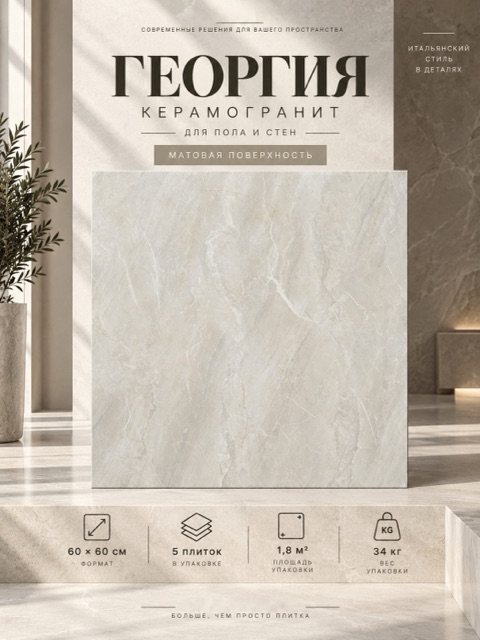 СОВРЕМЕННЫЕ РЕШЕНИЯ ДЛЯ ВАШЕГО ПРОСТРАНСТВА
ИТАЛЬЯНСКИЙ
СТИЛЬ
В ДЕТАЛЯХ
ГЕОРГИЯ
КЕРАМОГРАНИТ
ДЛЯ ПОЛА И СТЕН
МАТОВАЯ ПОВЕРХНОСТЬ
60 × 60 см
ФОРМАТ
5 плиток
В УПАКОВКЕ
1,8 м²
ПЛОЩАДЬ
УПАКОВКИ
KG
34 кг
ВЕС
УПАКОВКИ
БОЛЬШЕ, ЧЕМ ПРОСТО ПЛИТКА